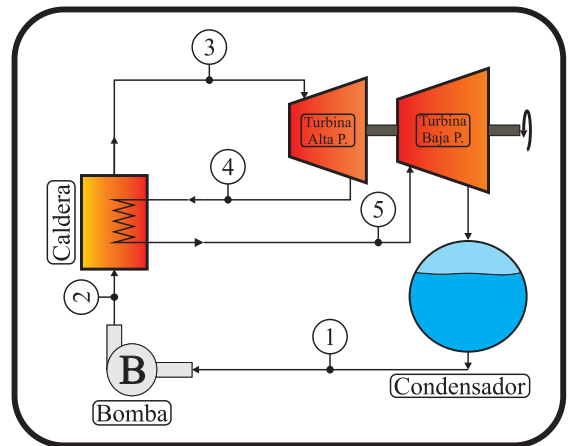 3
Turbina
Alta P.
Turbina
Baja P.
4
5
Caldera
2
1
B
Condensador
Bomba